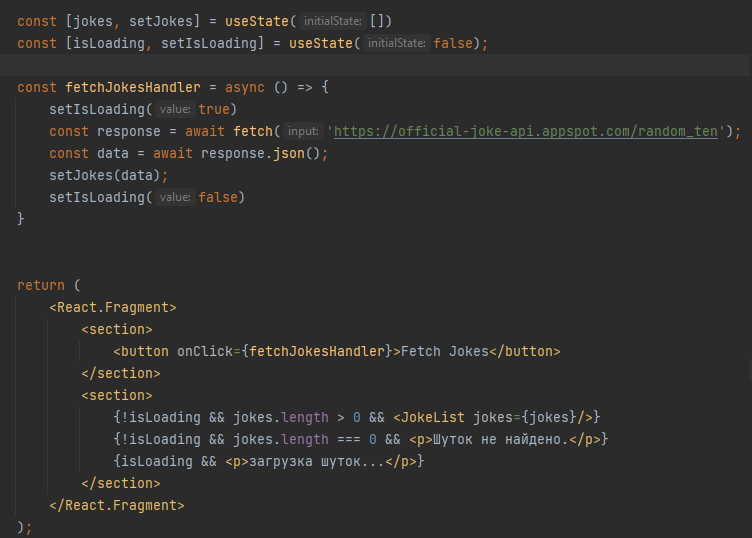 const [jokes, setJokes] = useState( initialState: [])
const [isLoading, setIsLoading] = useState( initialState: false);
const fetchJokesHandler = async () => {
    setIsLoading( value: true)
    const response = await fetch( input: 'https://official-joke-api.appspot.com/random_ten');
    const data = await response.json();
    setJokes(data);
    setIsLoading( value: false)
}
return (
    <React.Fragment>
        <section>
            <button onClick={fetchJokesHandler}>Fetch Jokes</button>
        </section>
        <section>
            {!isLoading && jokes.length > 0 && <JokeList jokes={jokes}/>}
            {!isLoading && jokes.length === 0 && <p>Шуток не найдено.</p>}
            {isLoading && <p>загрузка шуток...</p>}
        </section>
    </React.Fragment>
);